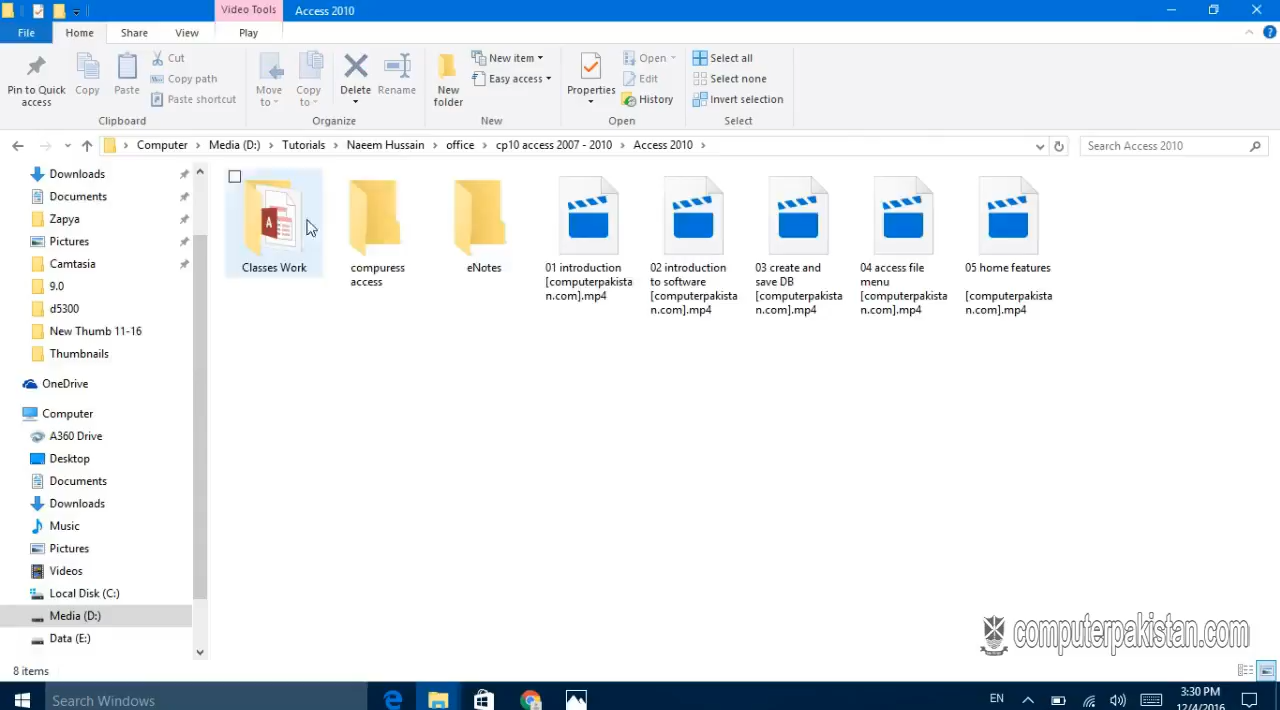 Video Tools
Access 2010
File
Home
Share
View
Play
Pin to Quick
access
Copy
Paste
Cut
Copy path
Paste shortcut
Clipboard
Move
to
Copy
to
Delete
Rename
Organize
New
folder
New item
Easy access
New
Properties
Open
Edit
History
Open
Select all
Select none
Invert selection
Select
Computer
Media (D:)
Tutorials
Naeem Hussain
office
cp10 access 2007 - 2010
Access 2010
Search Access 2010
Downloads
Documents
Zapya
Pictures
Camtasia
9.0
d5300
New Thumb 11-16
Thumbnails
OneDrive
Computer
A360 Drive
Desktop
Documents
Downloads
Music
Pictures
Videos
Local Disk (C:)
Media (D:)
Data (E:)
A
Classes Work
compuress
access
eNotes
01 introduction
[computerpakista
n.com].mp4
02 introduction
to software
[computerpakista
n.com].mp4
03 create and
save DB
[computerpakista
n.com].mp4
04 access file
menu
[computerpakista
n.com].mp4
05 home features
[computerpakista
n.com].mp4
computerpakistan.com
8 items
Search Windows
EN
3:30 PM
12/4/2016